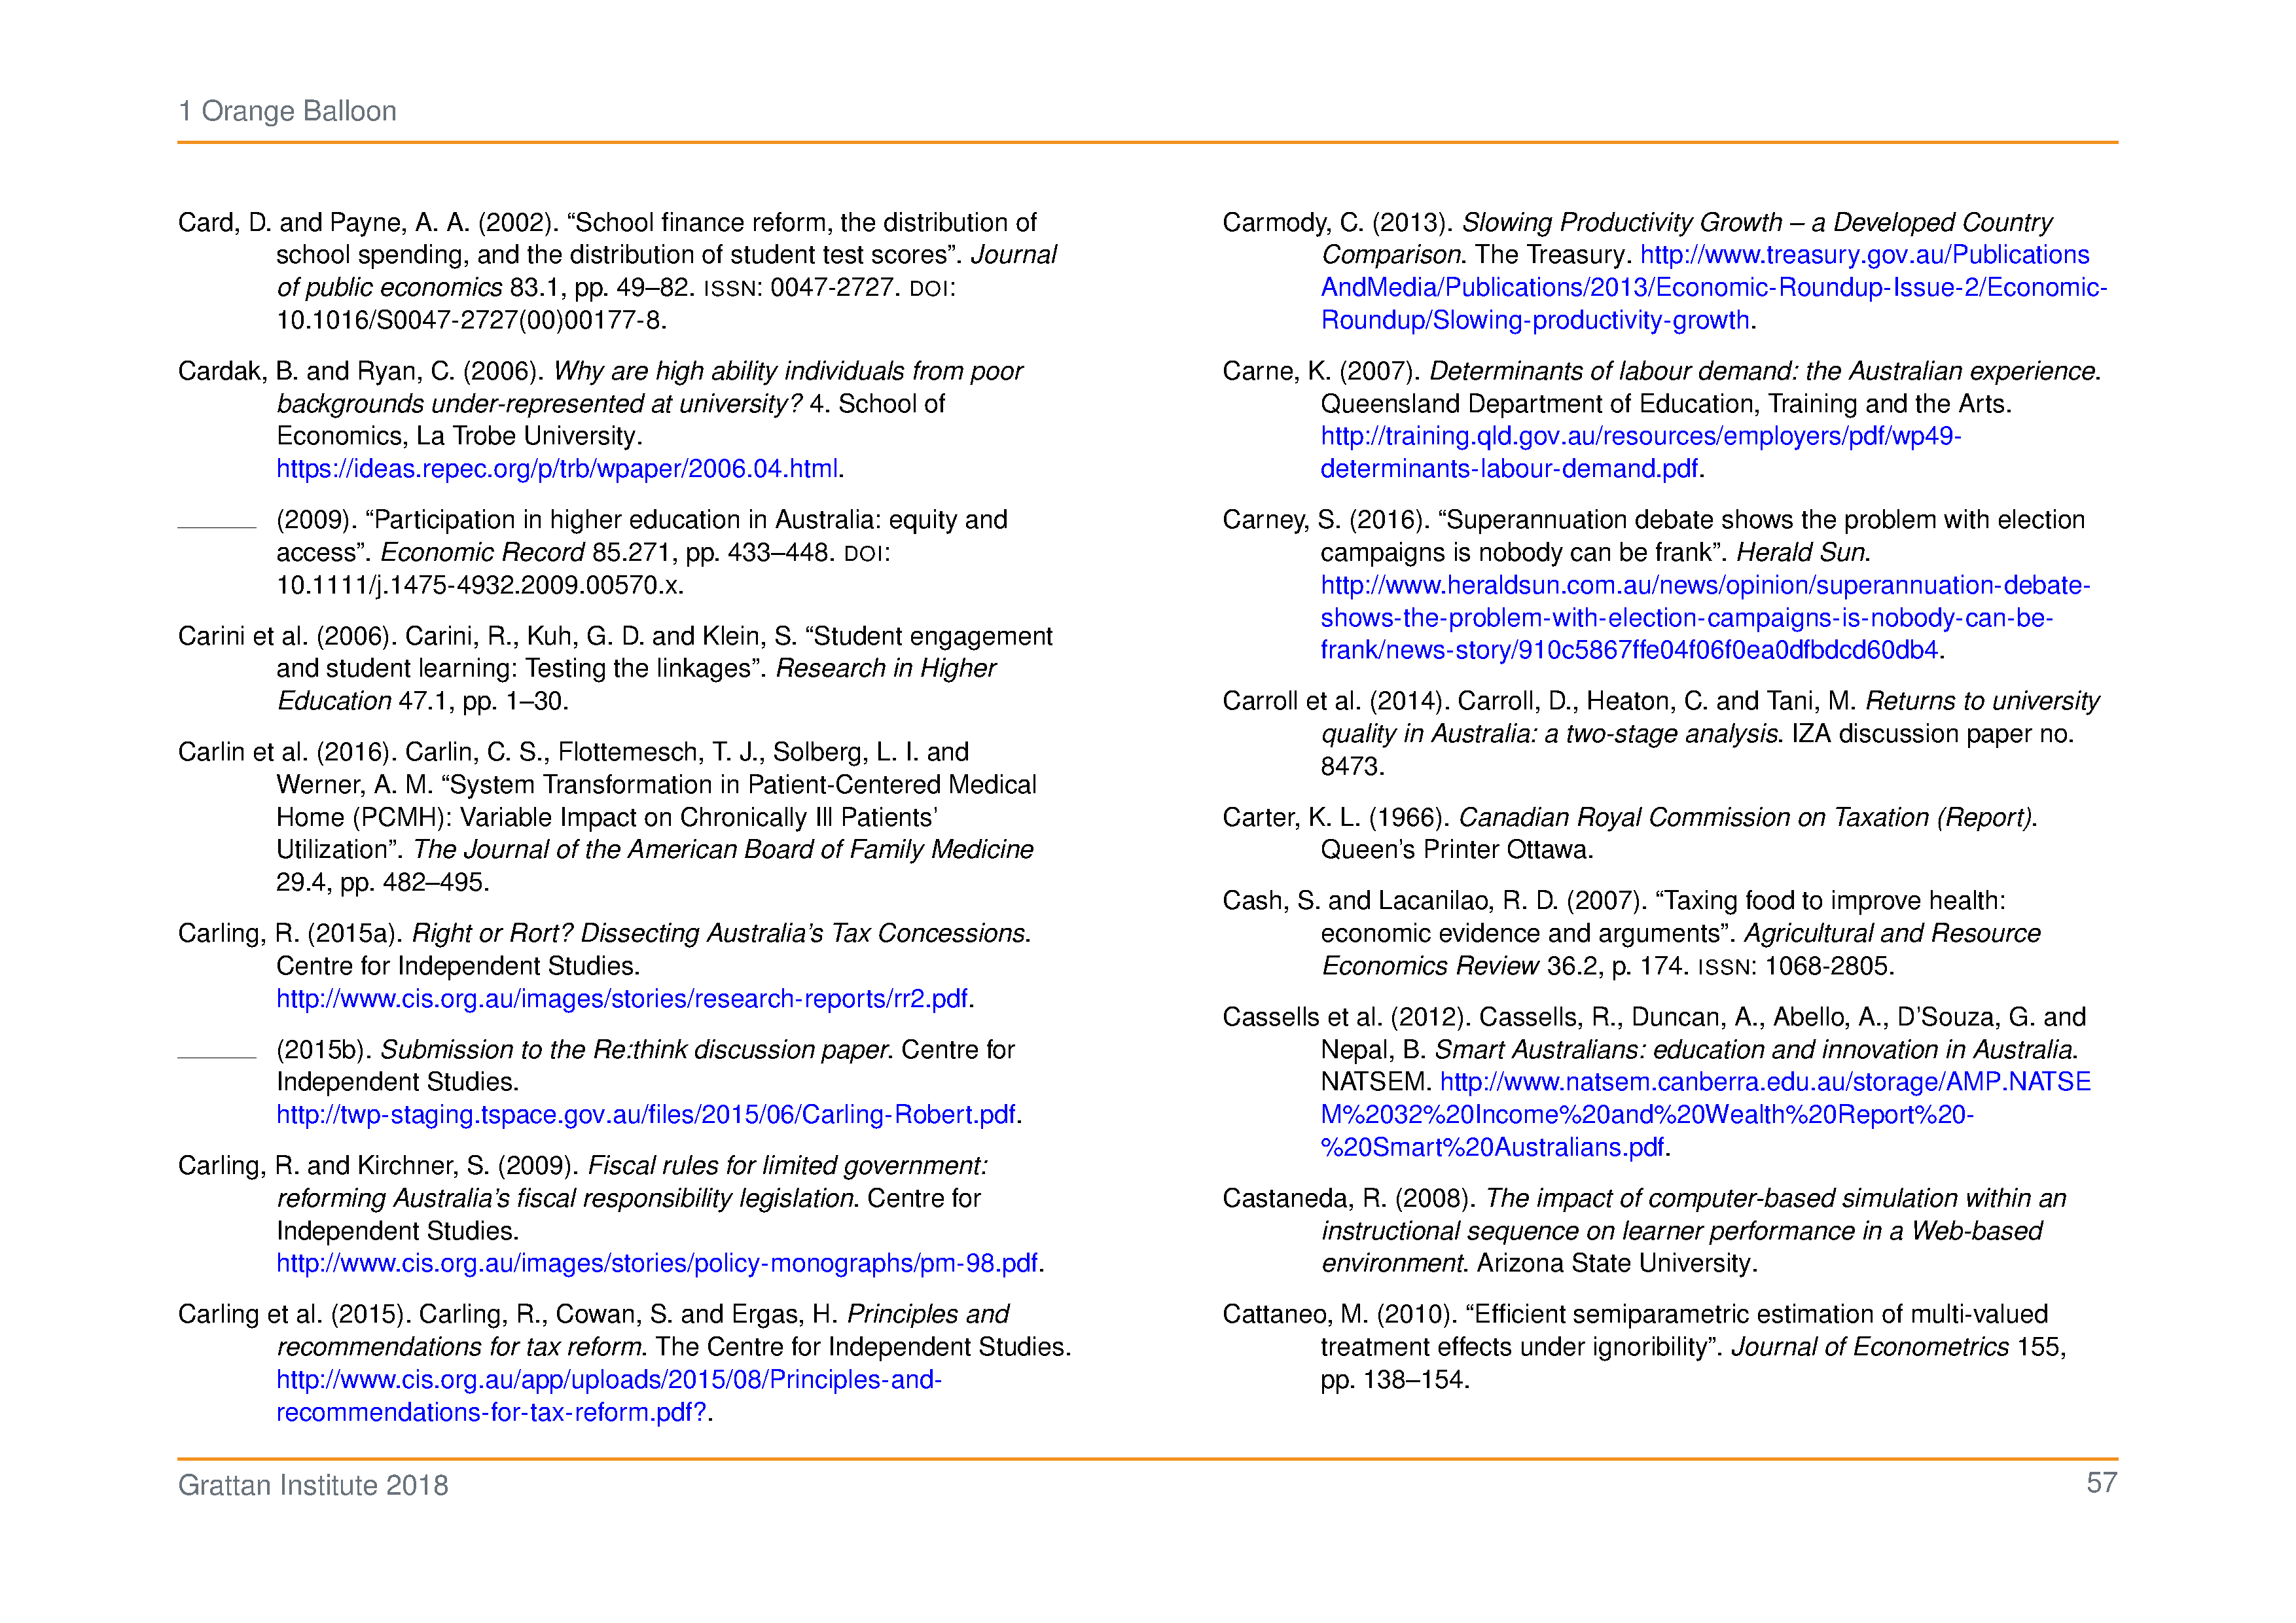 1 Orange Balloon
Card, D. and Payne, A. A. (2002). “School finance reform, the distribution of
school spending, and the distribution of student test scores”. Journal
of public economics 83.1, pp. 49–82. ISSN: 0047-2727. DOI:
10.1016/S0047-2727(00)00177-8.
Cardak, B. and Ryan, C. (2006). Why are high ability individuals from poor
backgrounds under-represented at university? 4. School of
Economics, La Trobe University.
https://ideas.repec.org/p/trb/wpaper/2006.04.html.
(2009). “Participation in higher education in Australia: equity and
access”. Economic Record 85.271, pp. 433–448. DOI:
10.1111/j.1475-4932.2009.00570.x.
Carini et al. (2006). Carini, R., Kuh, G. D. and Klein, S. “Student engagement
and student learning: Testing the linkages”. Research in Higher
Education 47.1, pp. 1–30.
Carlin et al. (2016). Carlin, C. S., Flottemesch, T. J., Solberg, L. I. and
Werner, A. M. “System Transformation in Patient-Centered Medical
Home (PCMH): Variable Impact on Chronically Ill Patients’
Utilization”. The Journal of the American Board of Family Medicine
29.4, pp. 482–495.
Carling, R. (2015a). Right or Rort? Dissecting Australia’s Tax Concessions.
Centre for Independent Studies.
http://www.cis.org.au/images/stories/research-reports/rr2.pdf.
(2015b). Submission to the Re:think discussion paper. Centre for
Independent Studies.
http://twp-staging.tspace.gov.au/files/2015/06/Carling-Robert.pdf.
Carling, R. and Kirchner, S. (2009). Fiscal rules for limited government:
reforming Australia’s fiscal responsibility legislation. Centre for
Independent Studies.
http://www.cis.org.au/images/stories/policy-monographs/pm-98.pdf.
Carling et al. (2015). Carling, R., Cowan, S. and Ergas, H. Principles and
recommendations for tax reform. The Centre for Independent Studies.
http://www.cis.org.au/app/uploads/2015/08/Principles-and-
recommendations-for-tax-reform.pdf?.
Carmody, C. (2013). Slowing Productivity Growth – a Developed Country
Comparison. The Treasury. http://www.treasury.gov.au/Publications
AndMedia/Publications/2013/Economic-Roundup-Issue-2/Economic-
Roundup/Slowing-productivity-growth.
Carne, K. (2007). Determinants of labour demand: the Australian experience.
Queensland Department of Education, Training and the Arts.
http://training.qld.gov.au/resources/employers/pdf/wp49-
determinants-labour-demand.pdf.
Carney, S. (2016). “Superannuation debate shows the problem with election
campaigns is nobody can be frank”. Herald Sun.
http://www.heraldsun.com.au/news/opinion/superannuation-debate-
shows-the-problem-with-election-campaigns-is-nobody-can-be-
frank/news-story/910c5867ffe04f06f0ea0dfbdcd60db4.
Carroll et al. (2014). Carroll, D., Heaton, C. and Tani, M. Returns to university
quality in Australia: a two-stage analysis. IZA discussion paper no.
8473.
Carter, K. L. (1966). Canadian Royal Commission on Taxation (Report).
Queen’s Printer Ottawa.
Cash, S. and Lacanilao, R. D. (2007). “Taxing food to improve health:
economic evidence and arguments”. Agricultural and Resource
Economics Review 36.2, p. 174. ISSN: 1068-2805.
Cassells et al. (2012). Cassells, R., Duncan, A., Abello, A., D’Souza, G. and
Nepal, B. Smart Australians: education and innovation in Australia.
NATSEM. http://www.natsem.canberra.edu.au/storage/AMP.NATSE
M%2032%20Income%20and%20Wealth%20Report%20-
%20Smart%20Australians.pdf.
Castaneda, R. (2008). The impact of computer-based simulation within an
instructional sequence on learner performance in a Web-based
environment. Arizona State University.
Cattaneo, M. (2010). “Efficient semiparametric estimation of multi-valued
treatment effects under ignoribility”. Journal of Econometrics 155,
pp. 138–154.
Grattan Institute 2018
57